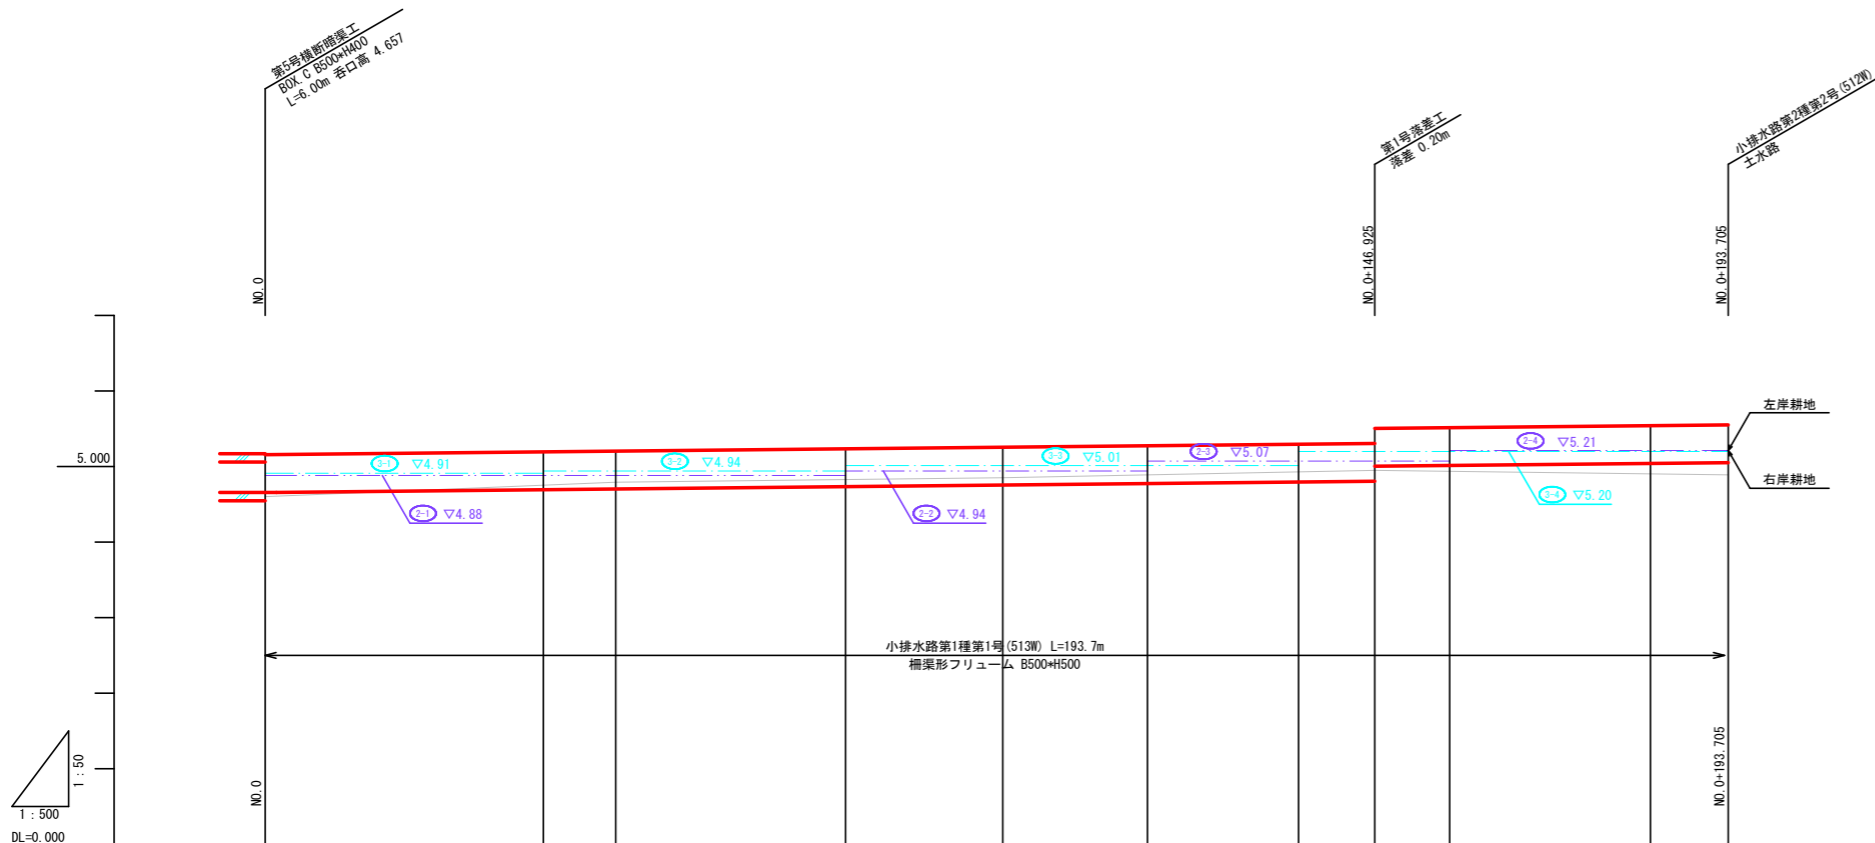 第5号横断暗渠工
BOX.C B500*H400
L=6.00m 呑口高 4.657
第1号落差工
落差 0.20m
小排水路第2種第2号(512W)
土水路
NO.0
NO.0+146.925
NO.0+193.705
左岸耕地
5.000
3-1 ▽4.91
3-2 ▽4.94
3-3 ▽5.01
2-3 ▽5.07
2-4 ▽5.21
右岸耕地
2-1 ▽4.88
2-2 ▽4.94
3-4 ▽5.20
小排水路第1種第1号(513W) L=193.7m
柵渠形フリューム B500*H500
1:50
1:500
DL=0.000
NO.0
NO.0+193.705